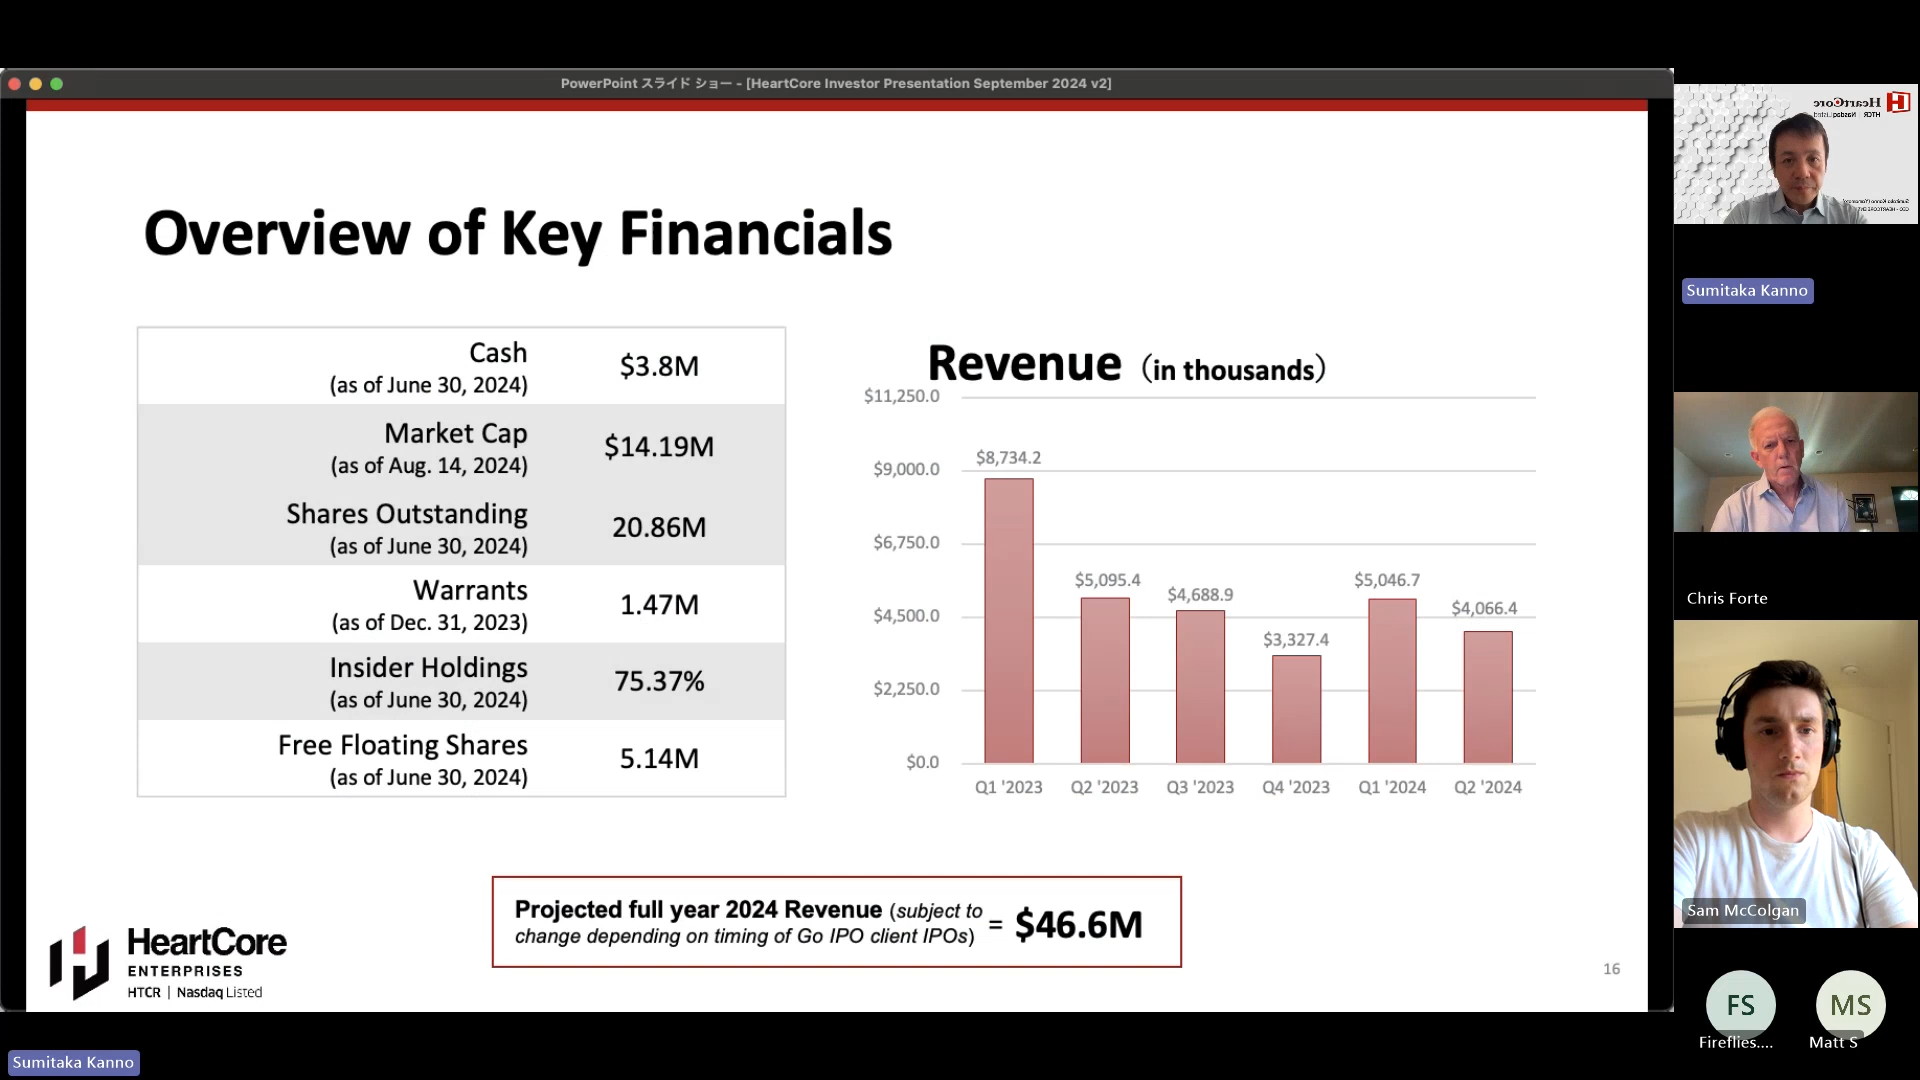 PowerPoint スライド ショー - [HeartCore Investor Presentation September 2024 v2]
Overview of Key Financials
Cash
(as of June 30, 2024)
$3.8M
Market Cap
(as of Aug. 14, 2024)
$14.19M
Shares Outstanding
(as of June 30, 2024)
20.86M
Warrants
(as of Dec. 31, 2023)
1.47M
Insider Holdings
(as of June 30, 2024)
75.37%
Free Floating Shares
(as of June 30, 2024)
5.14M
Revenue (in thousands)
$11,250.0
$9,000.0
$6,750.0
$4,500.0
$2,250.0
$0.0
$8,734.2
$5,095.4
$4,688.9
$3,327.4
$5,046.7
$4,066.4
Q1 '2023 Q2 '2023 Q3 '2023 Q4 '2023 Q1 '2024 Q2 '2024
Projected full year 2024 Revenue (subject to
change depending on timing of Go IPO client IPOs)
= $46.6M
HeartCore
ENTERPRISES
HTCR | Nasdaq Listed
16
HeartCore
HTCR Nasdaq Listed
Sumitaka Kanno
Chris Forte
Sam McColgan
FS
Fireflies....
MS
Matt S
Sumitaka Kanno